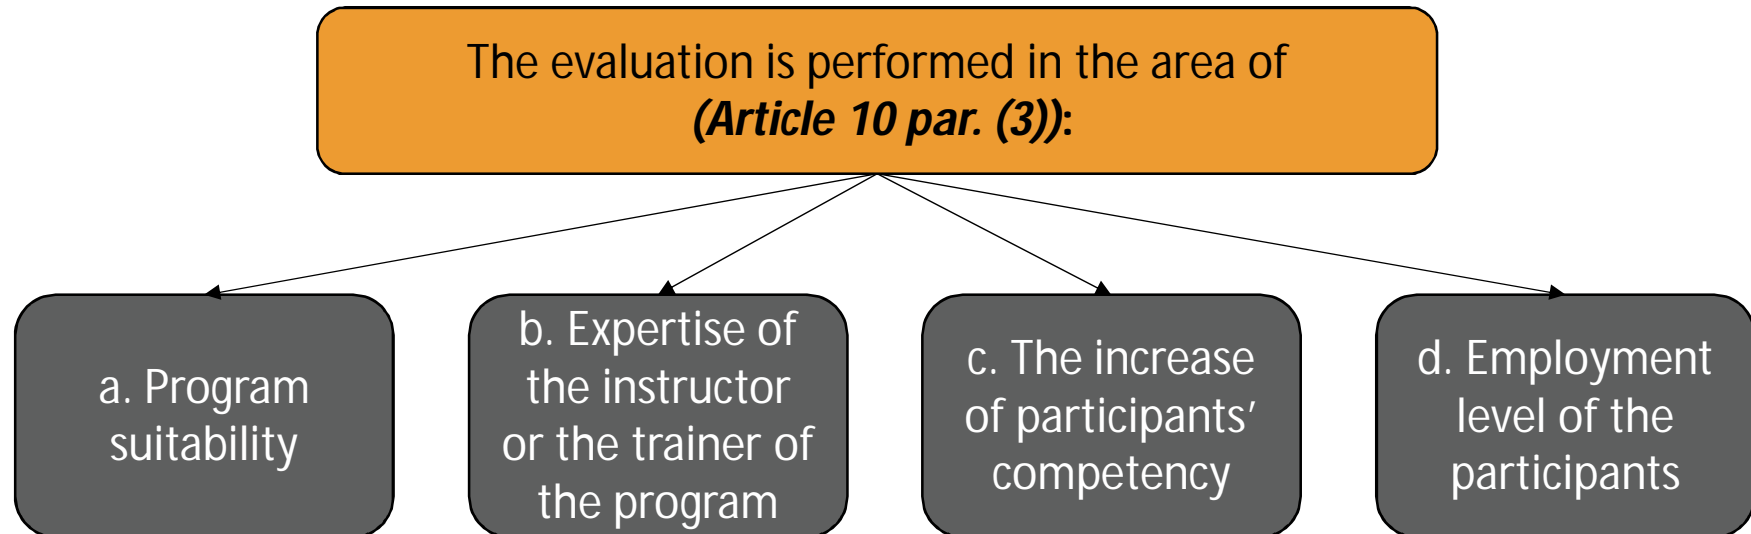 The evaluation is performed in the area of
(Article 10 par. (3)):
a. Program
suitability
b. Expertise of
the instructor
or the trainer of
the program
c. The increase
of participants’
competency
d. Employment
level of the
participants